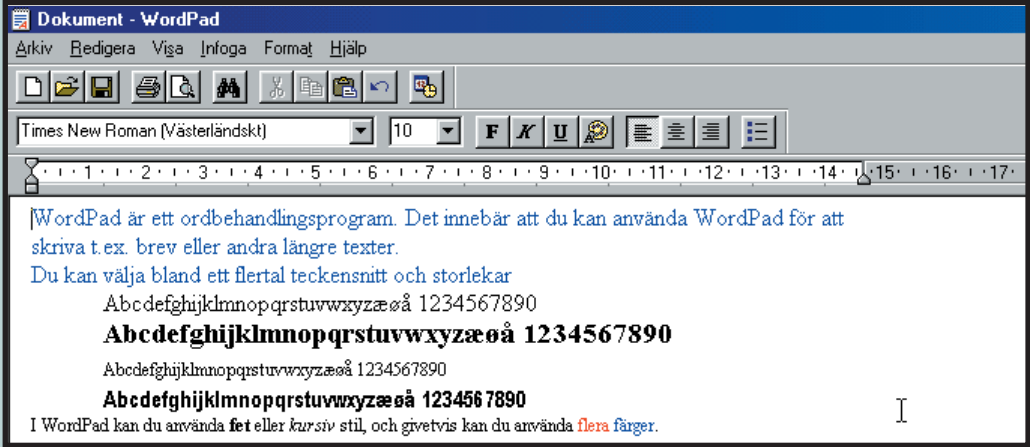 Dokument - WordPad
Arkiv Redigera Visa Infoga Format Hjälp
Times New Roman (Västerländskt) 10 F K U
1 2 3 4 5 6 7 8 9 10 11 12 13 14 15 16 17
WordPad är ett ordbehandlingsprogram. Det innebär att du kan använda WordPad för att
skriva t.ex. brev eller andra längre texter.
Du kan välja bland ett flertal teckensnitt och storlekar
Abcdefghijklmnopqrstuvwxyzæøå 1234567890
Abcdefghijklmnopqrstuvwxyzæøå 1234567890
Abcdefghijklmnopqrstuvwxyzæøå 1234567890
Abcdefghijklmnopqrstuvwxyzæøå 1234567890
I WordPad kan du använda fet eller kursiv stil, och givetvis kan du använda flera färger.